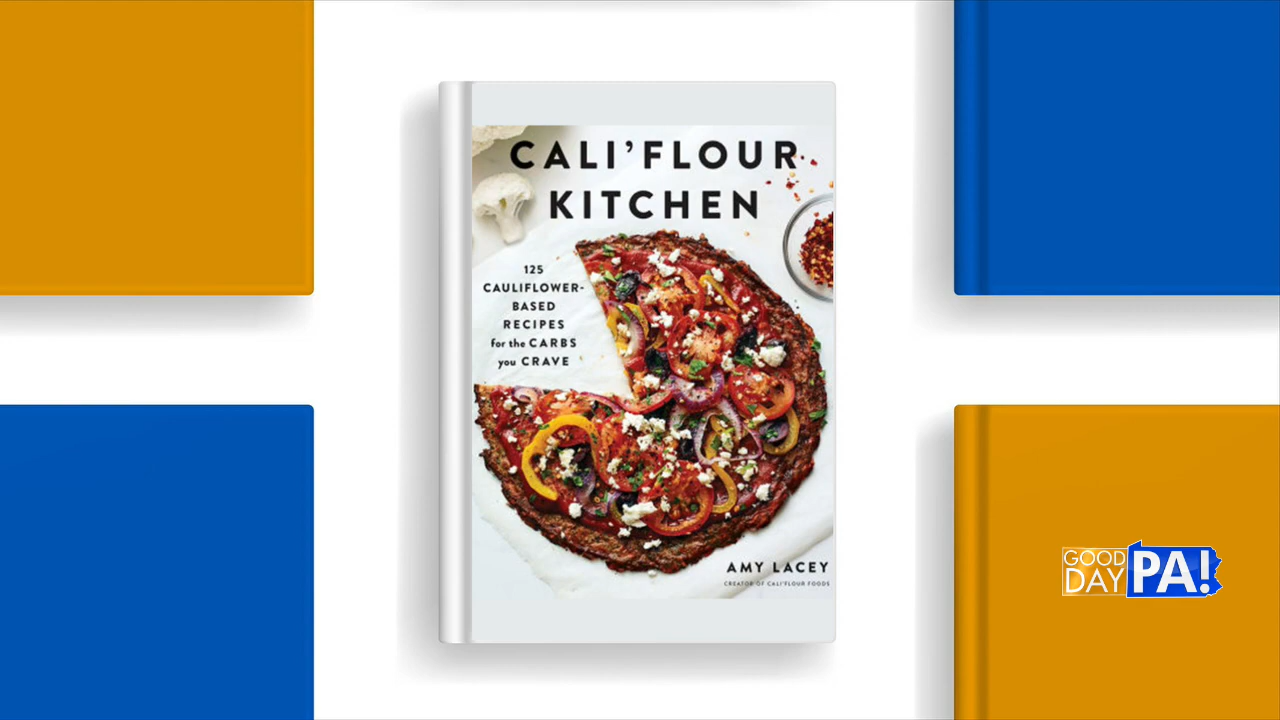 CALI'FLOUR
KITCHEN
125
CAULIFLOWER-
BASED
RECIPES
for the CARBS
you CRAVE
AMY LACEY
CREATOR OF CALI'FLOUR FOODS
GOOD
DAY
PA!